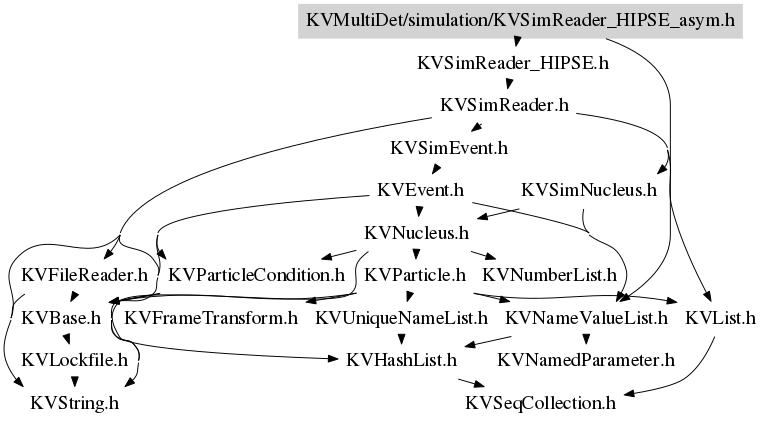 KVMultiDet/simulation/KVSimReader_HIPSE_asym.h
KVSimReader_HIPSE.h
KVSimReader.h
KVSimEvent.h
KVEvent.h KVSimNucleus.h
KVNucleus.h
KVFileReader.h KVParticleCondition.h KVParticle.h KVNumberList.h
KVBase.h KVFrameTransform.h KVUniqueNameList.h KVNameValueList.h KVList.h
KVLockfile.h KVHashList.h KVNamedParameter.h
KVString.h KVSeqCollection.h